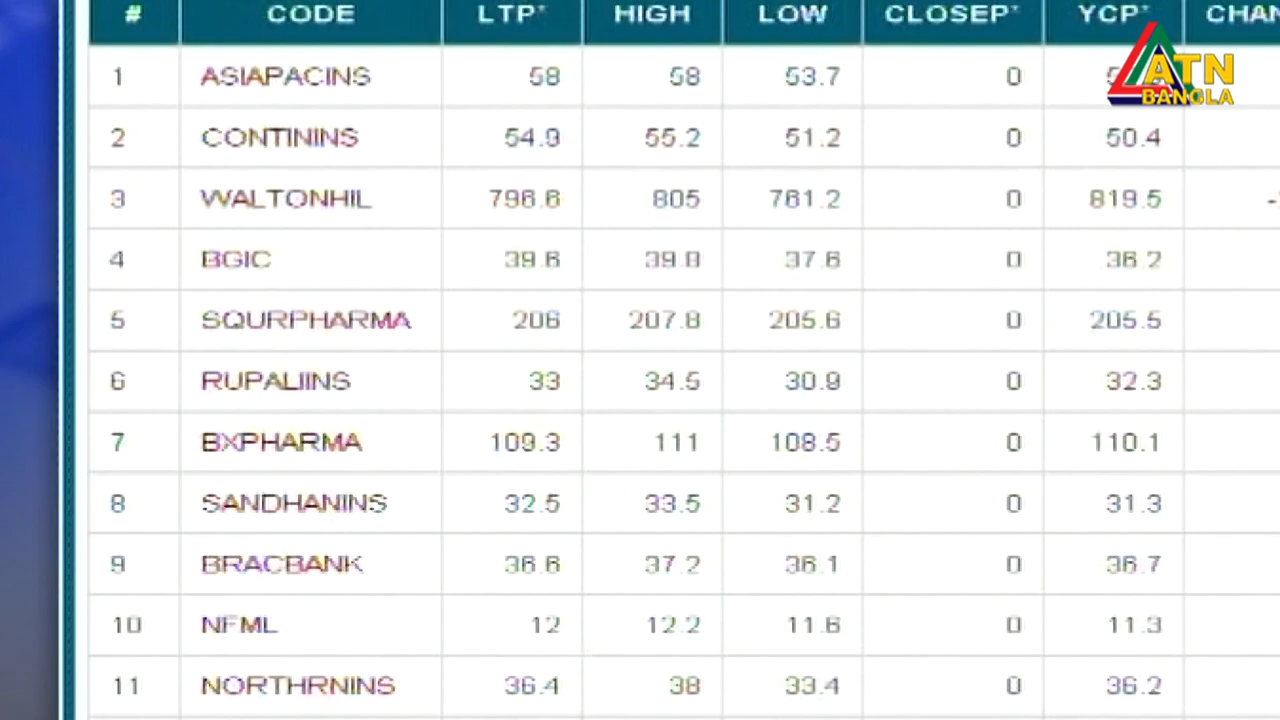 # CODE LTP* HIGH LOW CLOSEP* YCP*
1 ASIAPACINS 58 58 53.7 0
2 CONTININS 54.9 55.2 51.2 0 50.4
3 WALTONHIL 796.6 805 761.2 0 819.5
4 BGIC 39.6 39.8 37.6 0 36.2
5 SQURPHARMA 206 207.8 205.6 0 205.5
6 RUPALIINS 33 34.5 30.9 0 32.3
7 BXPHARMA 109.3 111 108.5 0 110.1
8 SANDHANINS 32.5 33.5 31.2 0 31.3
9 BRACBANK 36.6 37.2 36.1 0 36.7
10 NFML 12 12.2 11.6 0 11.3
11 NORTHRNINS 36.4 38 33.4 0 36.2
ATN
BANGLA